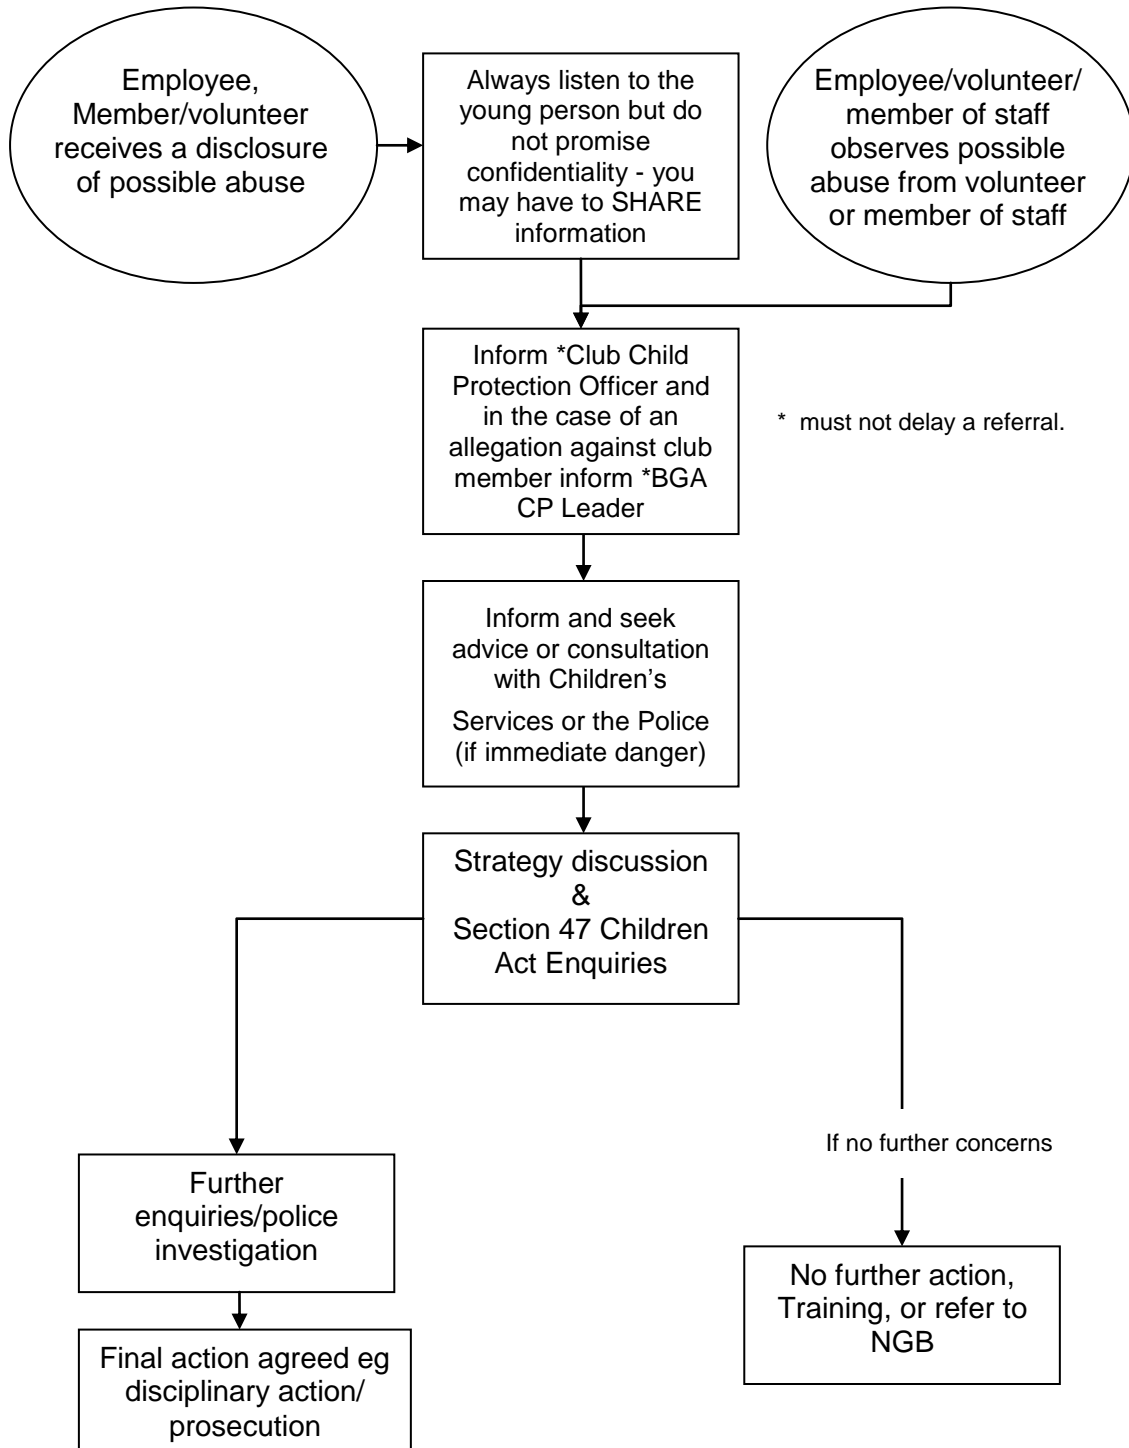 Employee,
Member/volunteer
receives a disclosure
of possible abuse
Always listen to the
young person but do
not promise
confidentiality - you
may have to SHARE
information
Employee/volunteer/
member of staff
observes possible
abuse from volunteer
or member of staff
Inform *Club Child
Protection Officer and
in the case of an
allegation against club
member inform *BGA
CP Leader
* must not delay a referral.
Inform and seek
advice or consultation
with Children's
Services or the Police
(if immediate danger)
Strategy discussion
&
Section 47 Children
Act Enquiries
If no further concerns
Further
enquiries/police
investigation
No further action,
Training, or refer to
NGB
Final action agreed eg
disciplinary action/
prosecution